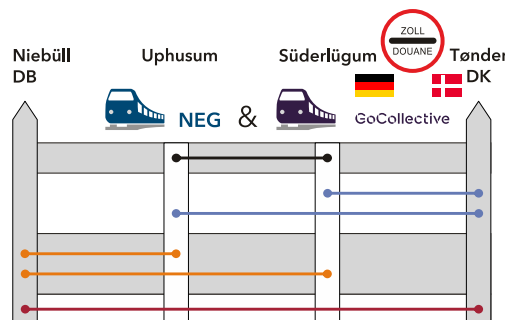 ZOLL
DOUANE
Niebüll Uphusum Süderlügum Tønder
DB DK
NEG & GoCollective